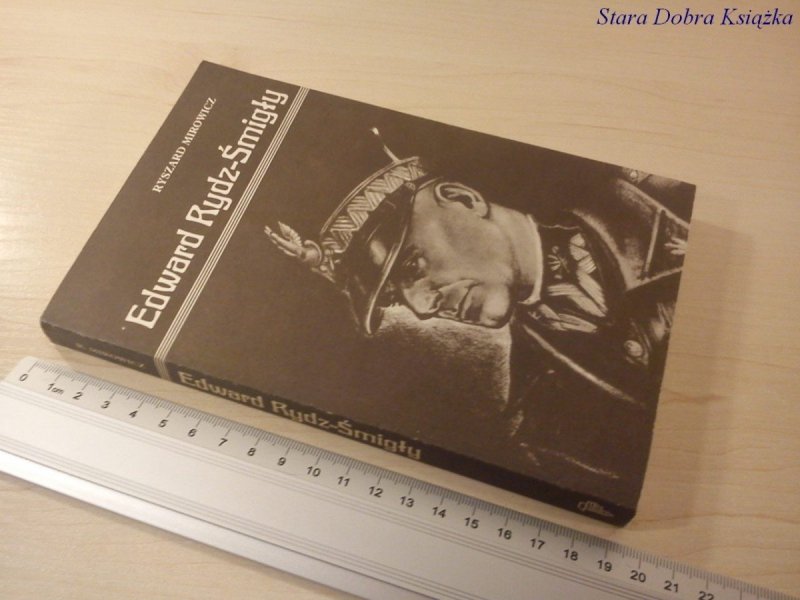 Stara Dobra Książka
RYSZARD MIROWICZ
Edward Rydz-Śmigły
R. MIROWICZ
Edward Rydz-Śmigły
0 1cm 2 3 4 5 6 7 8 9 10 11 12 13 14 15 16 17 18 19 20 21 22